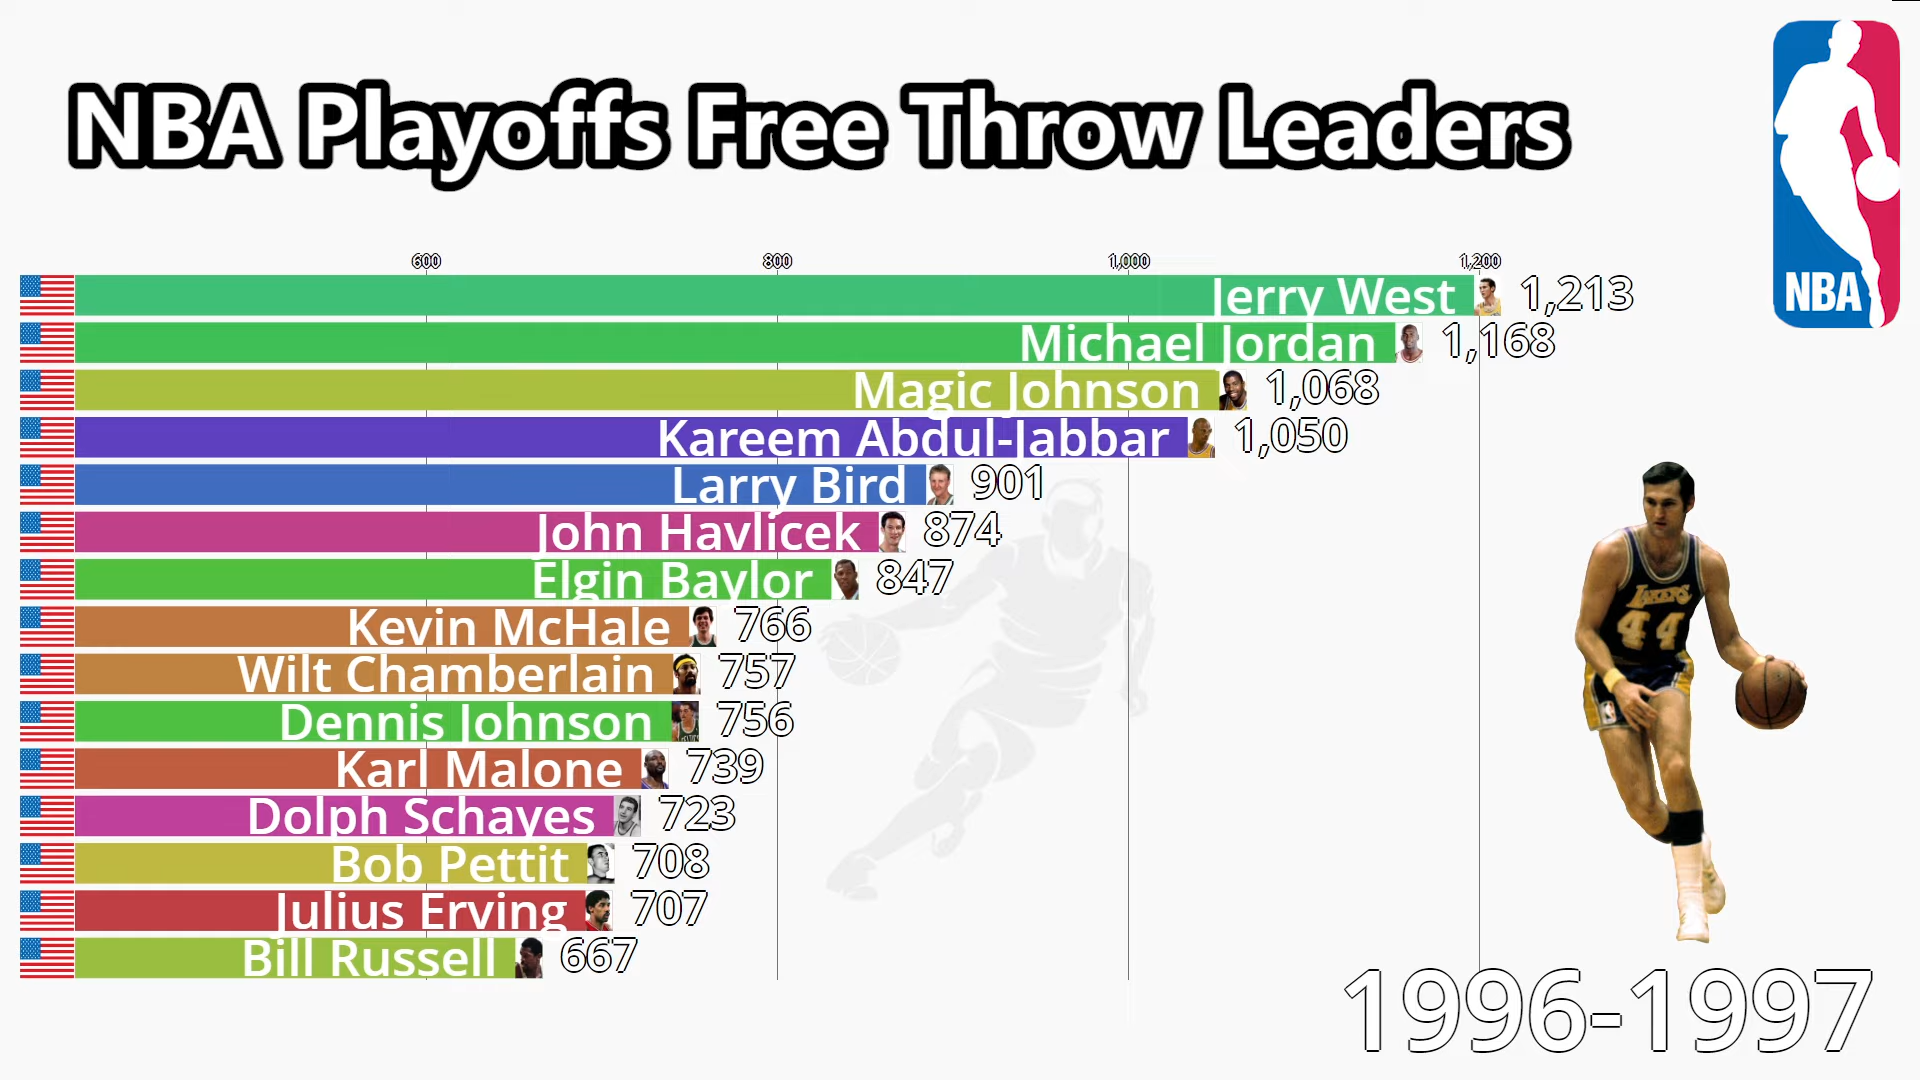 NBA Playoffs Free Throw Leaders
NBA
600 800 1,000 1,200
Jerry West 1,213
Michael Jordan 1,168
Magic Johnson 1,068
Kareem Abdul-Jabbar 1,050
Larry Bird 901
John Havlicek 874
Elgin Baylor 847
Kevin McHale 766
Wilt Chamberlain 757
Dennis Johnson 756
Karl Malone 739
Dolph Schayes 723
Bob Pettit 708
Julius Erving 707
Bill Russell 667
LAKERS
44
1996-1997